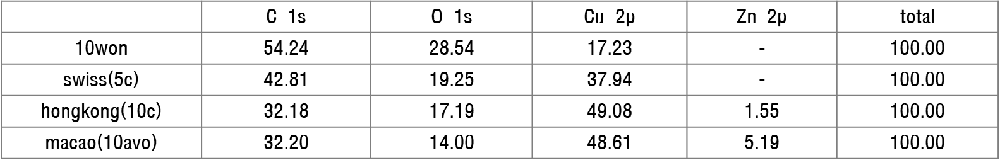 C 1s O 1s Cu 2p Zn 2p total
10won 54.24 28.54 17.23 - 100.00
swiss(5c) 42.81 19.25 37.94 - 100.00
hongkong(10c) 32.18 17.19 49.08 1.55 100.00
macao(10avo) 32.20 14.00 48.61 5.19 100.00